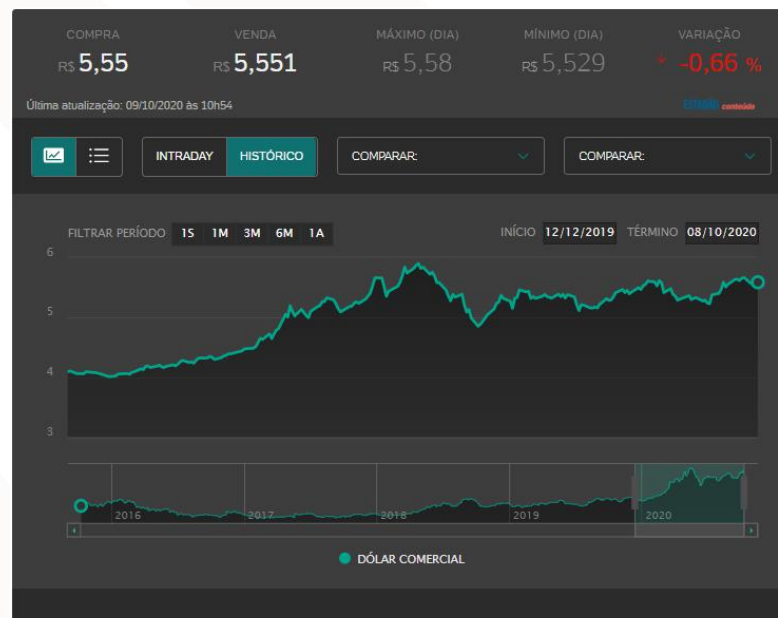 COMPRA VENDA MÁXIMO (DIA) MÍNIMO (DIA) VARIAÇÃO
R$ 5,55 R$ 5,551 R$ 5,58 R$ 5,529 -0,66 %
Última atualização: 09/10/2020 às 10h54 ESTADÃO conteúdo
INTRADAY HISTÓRICO COMPARAR: COMPARAR:
FILTRAR PERÍODO 1S 1M 3M 6M 1A INÍCIO 12/12/2019 TÉRMINO 08/10/2020
6
5
4
3
2016 2017 2018 2019 2020
DÓLAR COMERCIAL